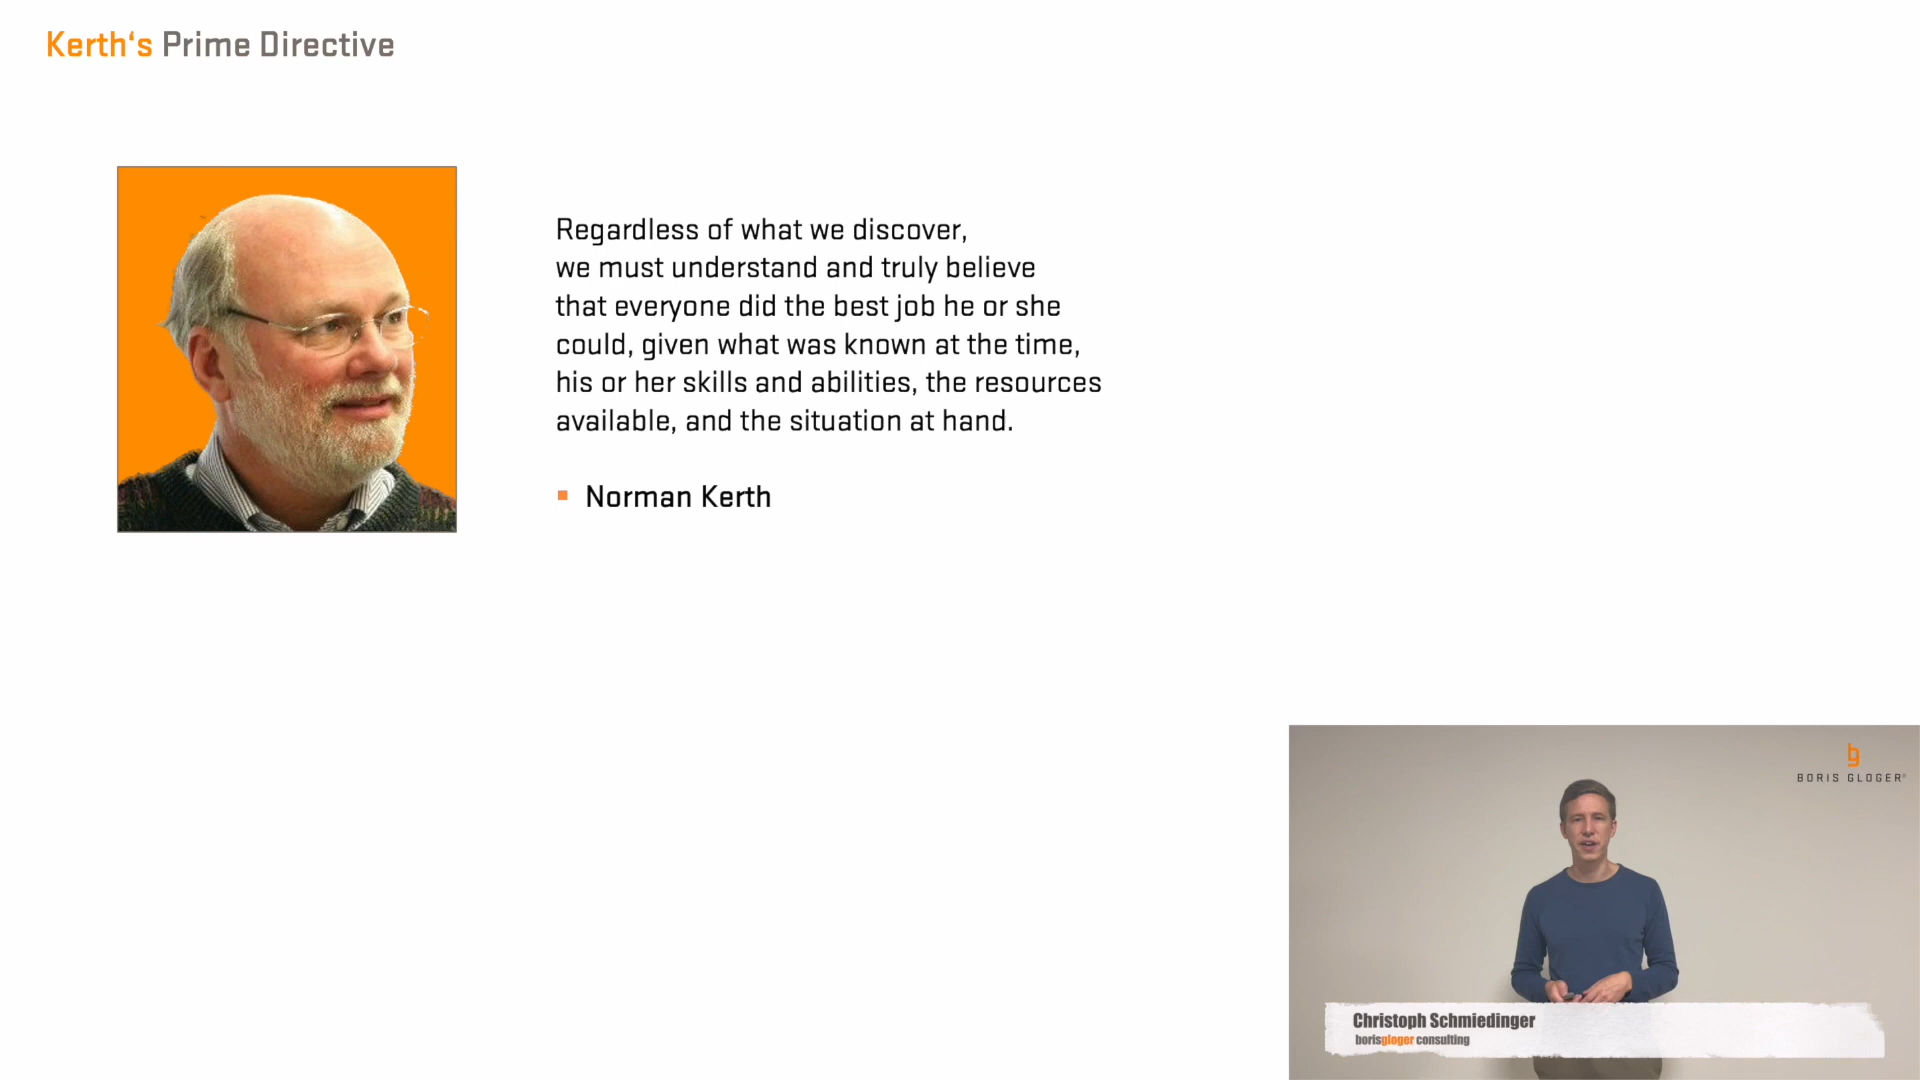 Kerth‘s Prime Directive
Regardless of what we discover,
we must understand and truly believe
that everyone did the best job he or she
could, given what was known at the time,
his or her skills and abilities, the resources
available, and the situation at hand.
▪ Norman Kerth
BORIS GLOGER®
Christoph Schmiedinger
borisgloger consulting